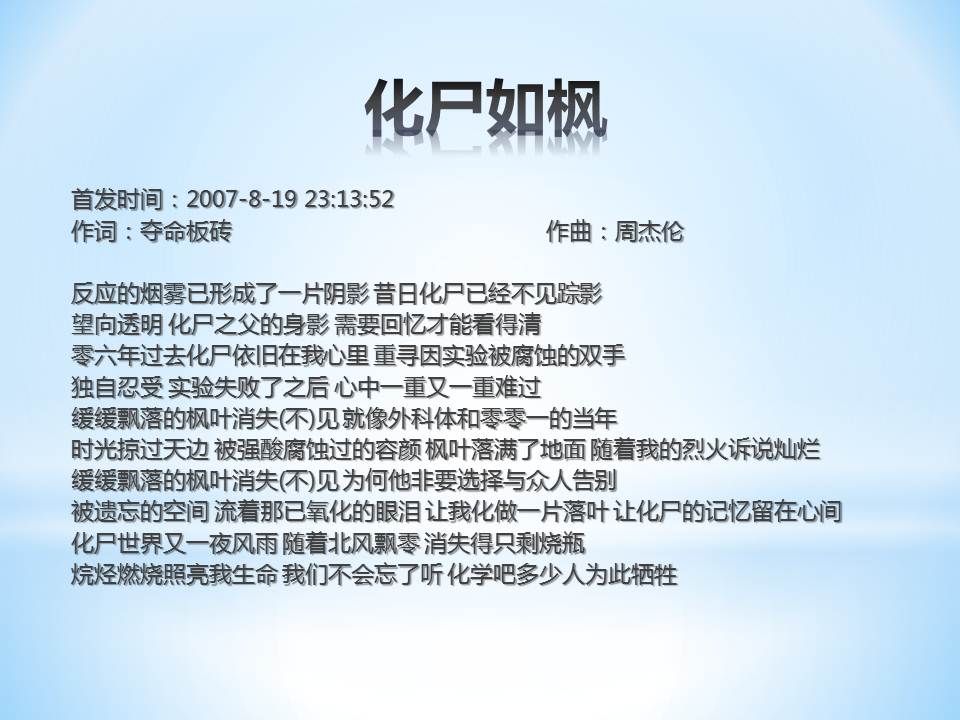 化尸如枫
首发时间：2007-8-19 23:13:52
作词：夺命板砖 作曲：周杰伦
反应的烟雾已形成了一片阴影 昔日化尸已经不见踪影
望向透明 化尸之父的身影 需要回忆才能看得清
零六年过去化尸依旧在我心里 重寻因实验被腐蚀的双手
独自忍受 实验失败了之后 心中一重又一重难过
缓缓飘落的枫叶消失(不)见 就像外科体和零零一的当年
时光掠过天边 被强酸腐蚀过的容颜 枫叶落满了地面 随着我的烈火诉说灿烂
缓缓飘落的枫叶消失(不)见 为何他非要选择与众人告别
被遗忘的空间 流着那已氧化的眼泪 让我化做一片落叶 让化尸的记忆留在心间
化尸世界又一夜风雨 随着北风飘零 消失得只剩烧瓶
烷烃燃烧照亮我生命 我们不会忘了听 化学吧多少人为此牺牲